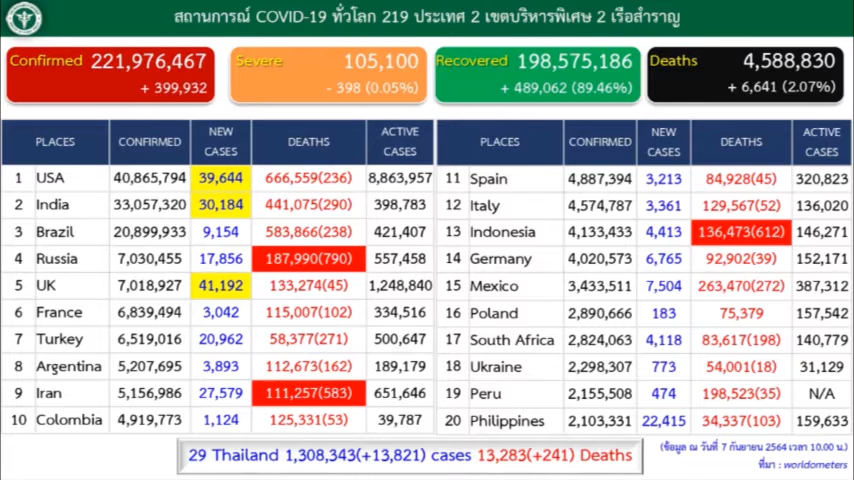 สถานการณ์ COVID-19 ทั่วโลก 219 ประเทศ 2 เขตบริหารพิเศษ 2 เรือสำราญ
Confirmed 221,976,467
+ 399,932
Severe 105,100
- 398 (0.05%)
Recovered 198,575,186
+ 489,062 (89.46%)
Deaths 4,588,830
+ 6,641 (2.07%)
PLACES CONFIRMED NEW CASES DEATHS ACTIVE CASES
1 USA 40,865,794 39,644 666,559(236) 8,863,957
2 India 33,057,320 30,184 441,075(290) 398,783
3 Brazil 20,899,933 9,154 583,866(238) 421,407
4 Russia 7,030,455 17,856 187,990(790) 557,458
5 UK 7,018,927 41,192 133,274(45) 1,248,840
6 France 6,839,494 3,042 115,007(102) 334,516
7 Turkey 6,519,016 20,962 58,377(271) 500,647
8 Argentina 5,207,695 3,893 112,673(162) 189,179
9 Iran 5,156,986 27,579 111,257(583) 651,646
10 Colombia 4,919,773 1,124 125,331(53) 39,787
PLACES CONFIRMED NEW CASES DEATHS ACTIVE CASES
11 Spain 4,887,394 3,213 84,928(45) 320,823
12 Italy 4,574,787 3,361 129,567(52) 136,020
13 Indonesia 4,133,433 4,413 136,473(612) 146,271
14 Germany 4,020,573 6,765 92,902(39) 152,171
15 Mexico 3,433,511 7,504 263,470(272) 387,312
16 Poland 2,890,666 183 75,379 157,542
17 South Africa 2,824,063 4,118 83,617(198) 140,779
18 Ukraine 2,298,307 773 54,001(18) 31,129
19 Peru 2,155,508 474 198,523(35) N/A
20 Philippines 2,103,331 22,415 34,337(103) 159,633
29 Thailand 1,308,343(+13,821) cases 13,283(+241) Deaths
(ข้อมูล ณ วันที่ 7 กันยายน 2564 เวลา 10.00 น.)
ที่มา : worldometers